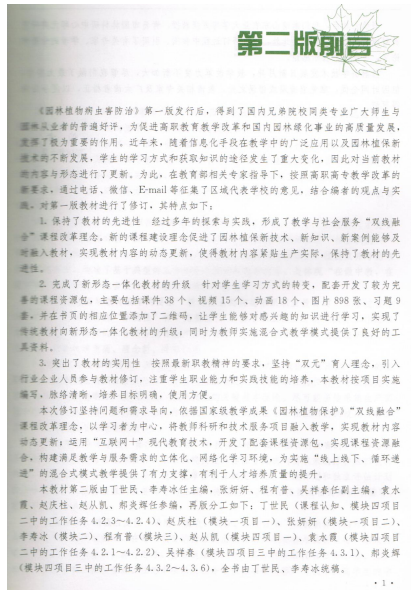 第二版前言
《园林植物病虫害防治》第一版发行后，得到了国内兄弟院校同类专业广大师生与
园林从业者的普遍好评，为促进高职教育教学改革和国内园林绿化事业的高质量发展，
发挥了极为重要的作用。近年来，随着信息化手段在教学中的广泛应用以及园林植保新
技术的不断发展，学生的学习方式和获取知识的途径发生了重大变化，因此对当前教材
的内容与形态进行了更新。为此，在教育部相关专家指导下，按照高职高专教学改革的
新要求，通过电话、微信、E-mail等征集了区域代表学校的意见，结合编者的观点与实
践，对第一版教材进行了修订，其特点如下：
1. 保持了教材的先进性 经过多年的探索与实践，形成了教学与社会服务“双线融
合”课程改革理念。新的课程建设理念促进了园林植保新技术、新知识、新案例能够及
时融入教材，实现教材内容的动态更新，使得教材内容紧贴生产实际，保持了教材的先
进性。
2. 完成了新形态一体化教材的升级 针对学生学习方式的转变，配套开发了较为完
善的课程资源包，主要包括课件38个、视频15个、动画18个、图片898张、习题9
套，并在书页的相应位置添加了二维码，让学生能够对感兴趣的知识进行学习，实现了
传统教材向新形态一体化教材的升级；同时为教师实施混合式教学模式提供了良好的工
具资料。
3. 突出了教材的实用性 按照最新职教精神的要求，坚持“双元”育人理念，引入
行业企业人员参与教材修订，注重学生职业能力和实践技能的培养，本教材按项目实施
编写，脉络清晰，培养目标明确，使用方便。
本次修订坚持问题和需求导向，依据国家级教学成果《园林植物保护》“双线融合”
课程改革理念：以学习者为中心，将教师科研和技术服务项目融入教学，实现教材内容
动态更新；运用“互联网十”现代教育技术，开发了配套课程资源包，实现课程资源融
合，构建满足教学与服务需求的立体化、网络化学习环境，为实施“线上线下、循环递
进”的混合式模式教学提供了有力支撑，有利于人才培养质量的提升。
本教材第二版由丁世民、李寿冰任主编，张妍妍、程有普、吴祥春任副主编，袁水
霞、赵庆柱、赵从凯、郝炎辉任参编，再版分工如下：丁世民（课程认知、模块四项目
二中的工作任务4.2.3～4.2.4）、赵庆柱（模块一项目一）、张妍妍（模块一项目二）、
李寿冰（模块二）、程有普（模块三）、赵从凯（模块四项目一）、袁水霞（模块四项目
二中的工作任务4.2.1～4.2.2）、吴祥春（模块四项目三中的工作任务4.3.1）、郝炎辉
（模块四项目三中的工作任务4.3.2～4.3.6），全书由丁世民、李寿冰统稿。
· 1 ·